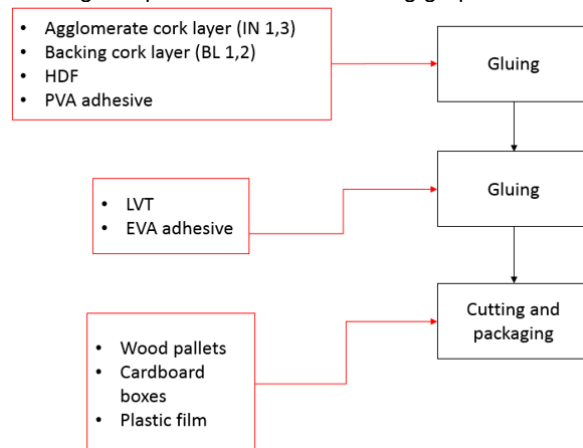 • Agglomerate cork layer (IN 1,3)
• Backing cork layer (BL 1,2)
• HDF
• PVA adhesive
Gluing
• LVT
• EVA adhesive
Gluing
• Wood pallets
• Cardboard
boxes
• Plastic film
Cutting and
packaging